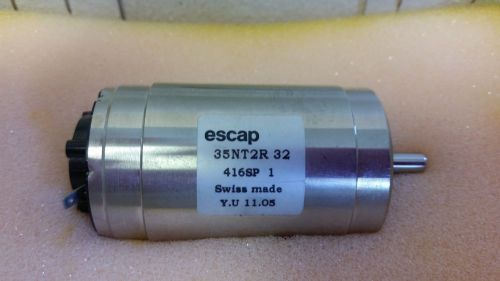 escap
35NT2R 32
416SP 1
Swiss made
Y.U 11.05